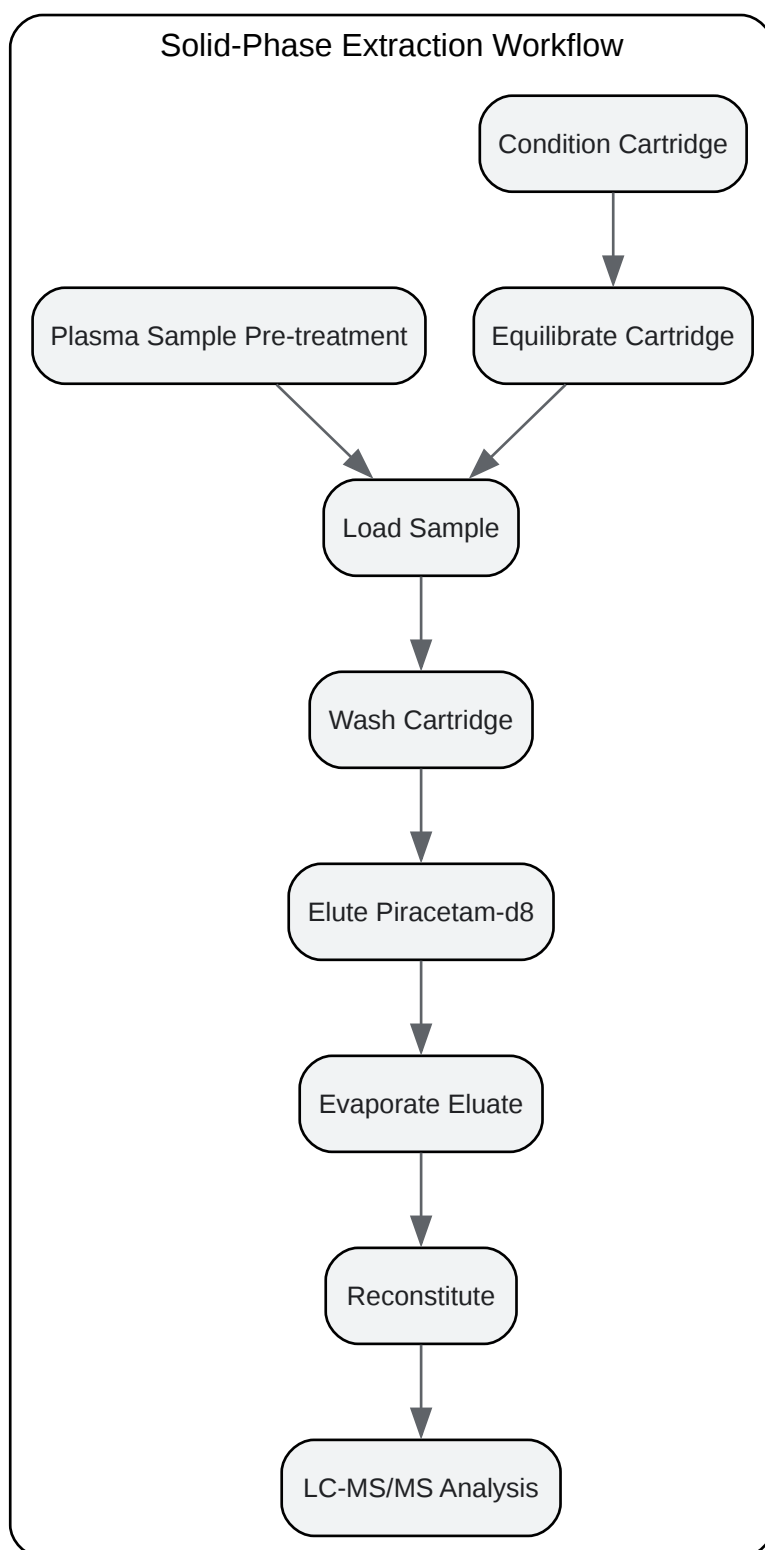 Solid-Phase Extraction Workflow
Condition Cartridge
Plasma Sample Pre-treatment
Equilibrate Cartridge
Load Sample
Wash Cartridge
Elute Piracetam-d8
Evaporate Eluate
Reconstitute
LC-MS/MS Analysis